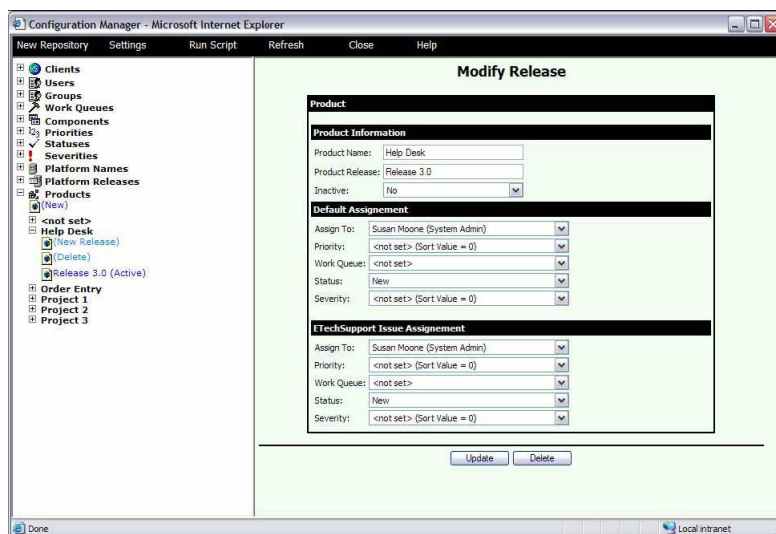 Configuration Manager - Microsoft Internet Explorer
New Repository Settings Run Script Refresh Close Help
Clients
Users
Groups
Work Queues
Components
Priorities
Statuses
Severities
Platform Names
Platform Releases
Products
(New)
<not set>
Help Desk
(New Release)
(Delete)
Release 3.0 (Active)
Order Entry
Project 1
Project 2
Project 3
Modify Release
Product
Product Information
Product Name: Help Desk
Product Release: Release 3.0
Inactive: No
Default Assignement
Assign To: Susan Moone (System Admin)
Priority: <not set> (Sort Value = 0)
Work Queue: <not set>
Status: New
Severity: <not set> (Sort Value = 0)
ETechSupport Issue Assignement
Assign To: Susan Moone (System Admin)
Priority: <not set> (Sort Value = 0)
Work Queue: <not set>
Status: New
Severity: <not set> (Sort Value = 0)
Update Delete
Done Local intranet